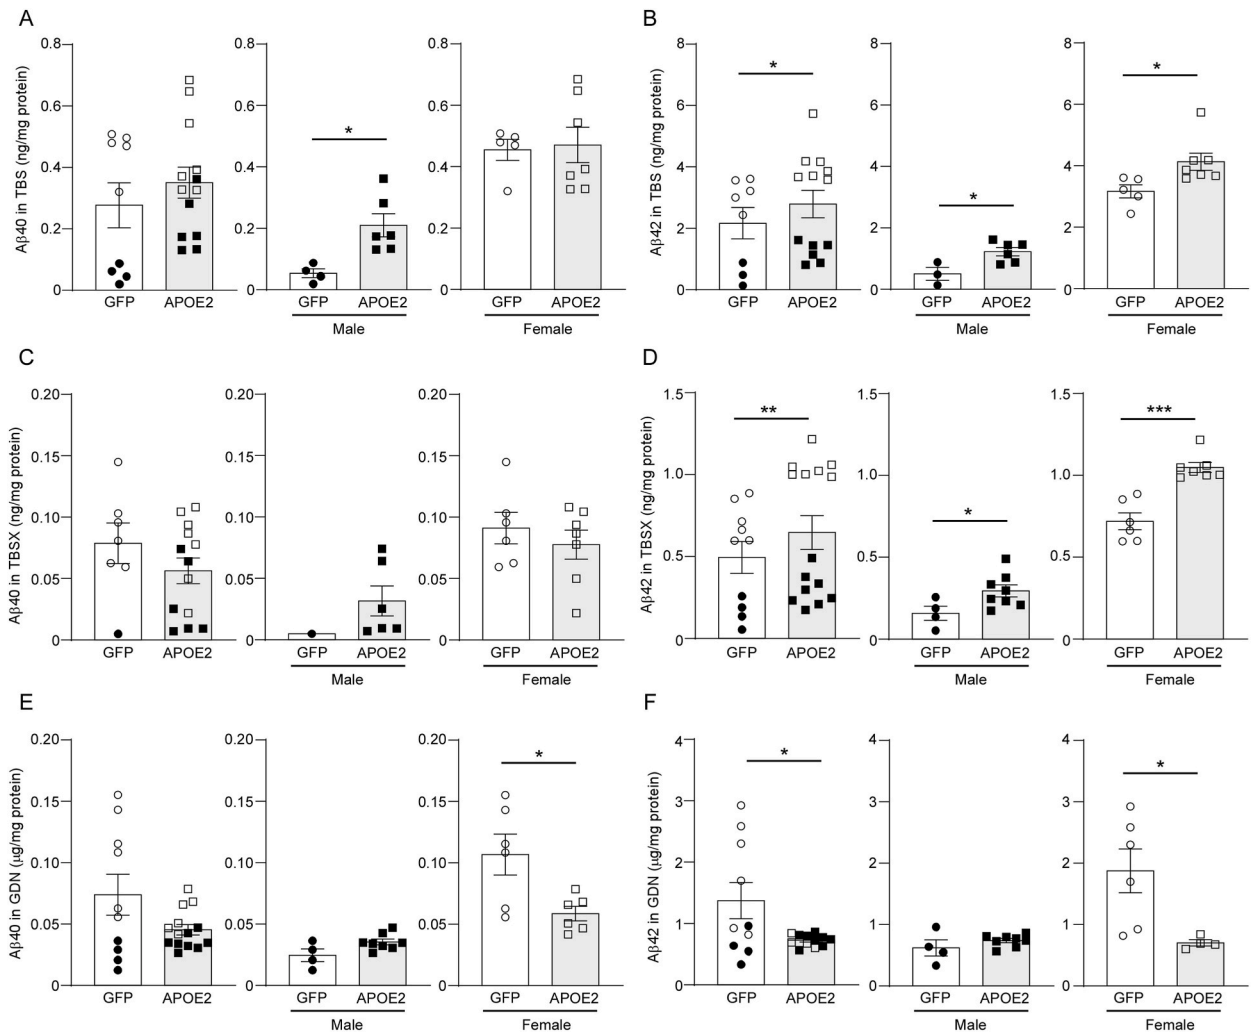 A
Aβ40 in TBS (ng/mg protein)
0.8 0.6 0.4 0.2 0
GFP APOE2
0.8 0.6 0.4 0.2 0
*
GFP APOE2
Male
0.8 0.6 0.4 0.2 0
GFP APOE2
Female
B
Aβ42 in TBS (ng/mg protein)
8 6 4 2 0
*
GFP APOE2
8 6 4 2 0
*
GFP APOE2
Male
8 6 4 2 0
*
GFP APOE2
Female
C
Aβ40 in TBSX (ng/mg protein)
0.20 0.15 0.10 0.05 0
GFP APOE2
0.20 0.15 0.10 0.05 0
GFP APOE2
Male
0.20 0.15 0.10 0.05 0
GFP APOE2
Female
D
Aβ42 in TBSX (ng/mg protein)
1.5 1.0 0.5 0
**
GFP APOE2
1.5 1.0 0.5 0
*
GFP APOE2
Male
1.5 1.0 0.5 0
***
GFP APOE2
Female
E
Aβ40 in GDN (μg/mg protein)
0.20 0.15 0.10 0.05 0
GFP APOE2
0.20 0.15 0.10 0.05 0
GFP APOE2
Male
0.20 0.15 0.10 0.05 0
*
GFP APOE2
Female
F
Aβ42 in GDN (μg/mg protein)
4 3 2 1 0
*
GFP APOE2
4 3 2 1 0
GFP APOE2
Male
4 3 2 1 0
*
GFP APOE2
Female